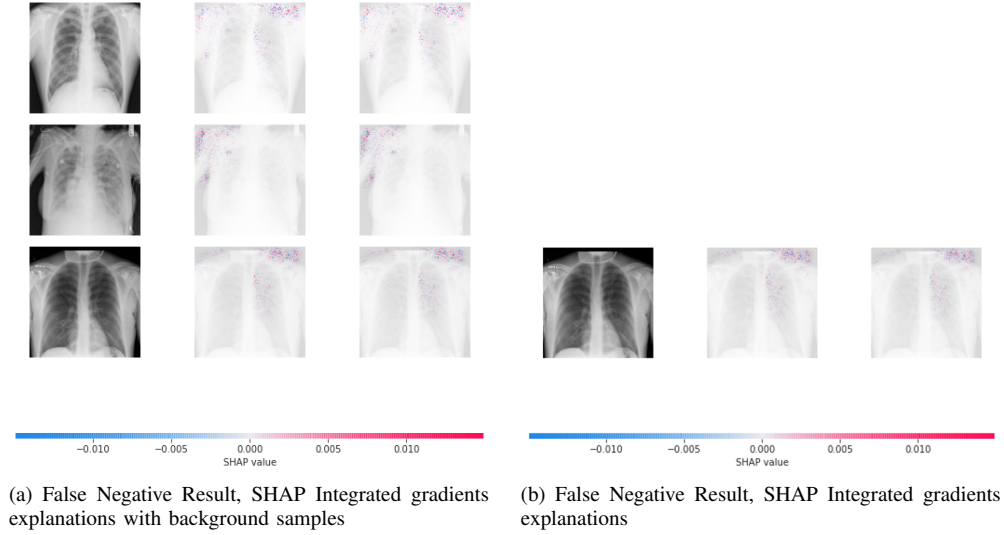 −0.010 −0.005 0.000 0.005 0.010
SHAP value
(a) False Negative Result, SHAP Integrated gradients
explanations with background samples
−0.010 −0.005 0.000 0.005 0.010
SHAP value
(b) False Negative Result, SHAP Integrated gradients
explanations